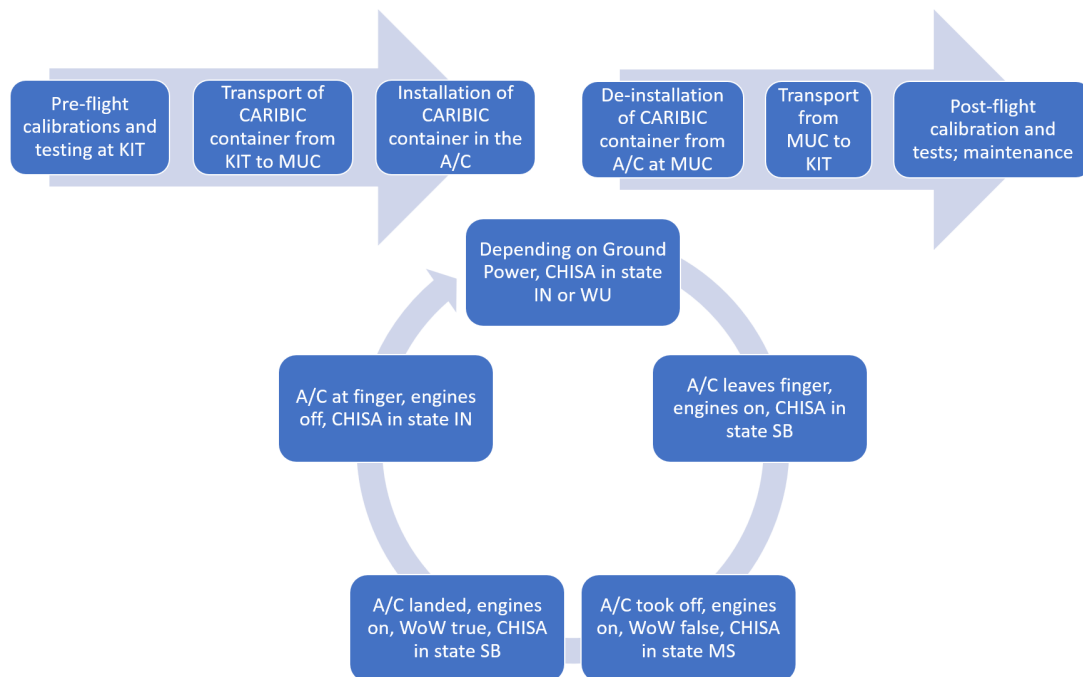 Pre-flight
calibrations and
testing at KIT
Transport of
CARIBIC
container from
KIT to MUC
Installation of
CARIBIC
container in the
A/C
De-installation
of CARIBIC
container from
A/C at MUC
Transport
from
MUC to
KIT
Post-flight
calibration and
tests; maintenance
Depending on Ground
Power, CHISA in state
IN or WU
A/C leaves finger,
engines on, CHISA in
state SB
A/C took off, engines
on, WoW false, CHISA
in state MS
A/C landed, engines
on, WoW true, CHISA
in state SB
A/C at finger, engines
off, CHISA in state IN